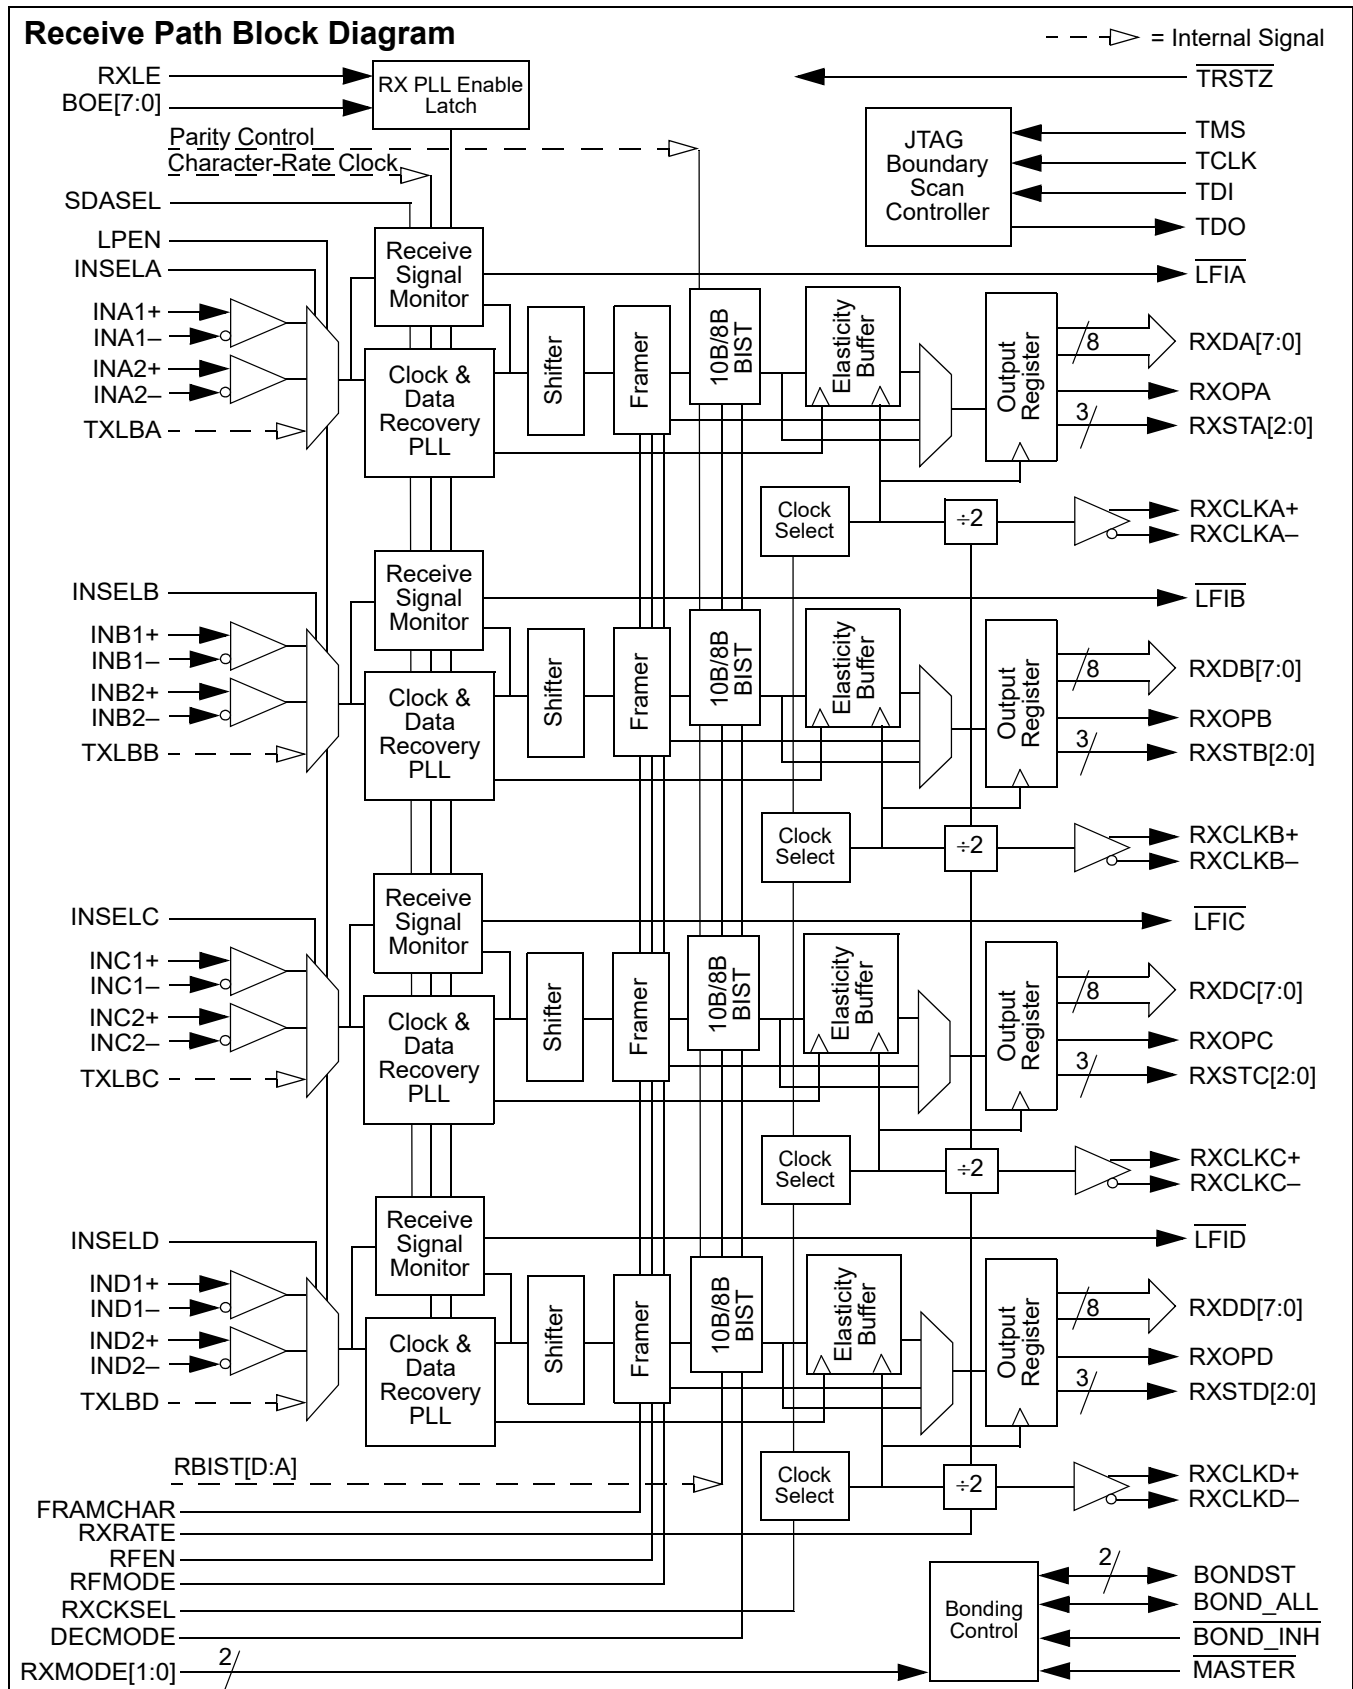 Receive Path Block Diagram
= Internal Signal
RXLE
BOE[7:0]
RX PLL Enable
Latch
TRSTZ
Parity Control
Character-Rate Clock
JTAG
Boundary
Scan
Controller
TMS
TCLK
TDI
TDO
SDASEL
LPEN
INSELA
INA1+
INA1–
INA2+
INA2–
TXLBA
Receive
Signal
Monitor
Clock &
Data
Recovery
PLL
Shifter
Framer
10B/8B
BIST
Elasticity
Buffer
Output
Register
Clock
Select
÷2
LFIA
8
RXDA[7:0]
RXOPA
3
RXSTA[2:0]
RXCLKA+
RXCLKA–
INSELB
INB1+
INB1–
INB2+
INB2–
TXLBB
Receive
Signal
Monitor
Clock &
Data
Recovery
PLL
Shifter
Framer
10B/8B
BIST
Elasticity
Buffer
Output
Register
Clock
Select
÷2
LFIB
8
RXDB[7:0]
RXOPB
3
RXSTB[2:0]
RXCLKB+
RXCLKB–
INSELC
INC1+
INC1–
INC2+
INC2–
TXLBC
Receive
Signal
Monitor
Clock &
Data
Recovery
PLL
Shifter
Framer
10B/8B
BIST
Elasticity
Buffer
Output
Register
Clock
Select
÷2
LFIC
8
RXDC[7:0]
RXOPC
3
RXSTC[2:0]
RXCLKC+
RXCLKC–
INSELD
IND1+
IND1–
IND2+
IND2–
TXLBD
Receive
Signal
Monitor
Clock &
Data
Recovery
PLL
Shifter
Framer
10B/8B
BIST
Elasticity
Buffer
Output
Register
Clock
Select
÷2
LFID
8
RXDD[7:0]
RXOPD
3
RXSTD[2:0]
RXCLKD+
RXCLKD–
RBIST[D:A]
FRAMCHAR
RXRATE
RFEN
RFMODE
RXCKSEL
DECMODE
RXMODE[1:0]
2
Bonding
Control
2
BONDST
BOND_ALL
BOND_INH
MASTER